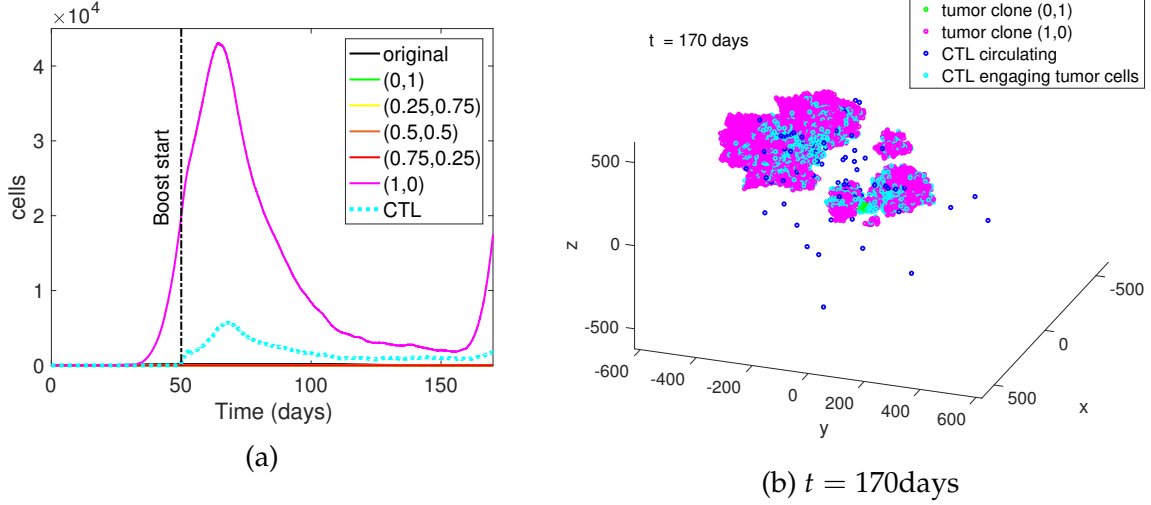 ×10⁴
4
3
2
1
0
cells
Boost start
original
(0,1)
(0.25,0.75)
(0.5,0.5)
(0.75,0.25)
(1,0)
CTL
0
50
100
150
Time (days)
(a)
t = 170 days
tumor clone (0,1)
tumor clone (1,0)
CTL circulating
CTL engaging tumor cells
500
0
-500
z
-600
-400
-200
0
200
400
600
y
-500
0
500
x
(b) t = 170days